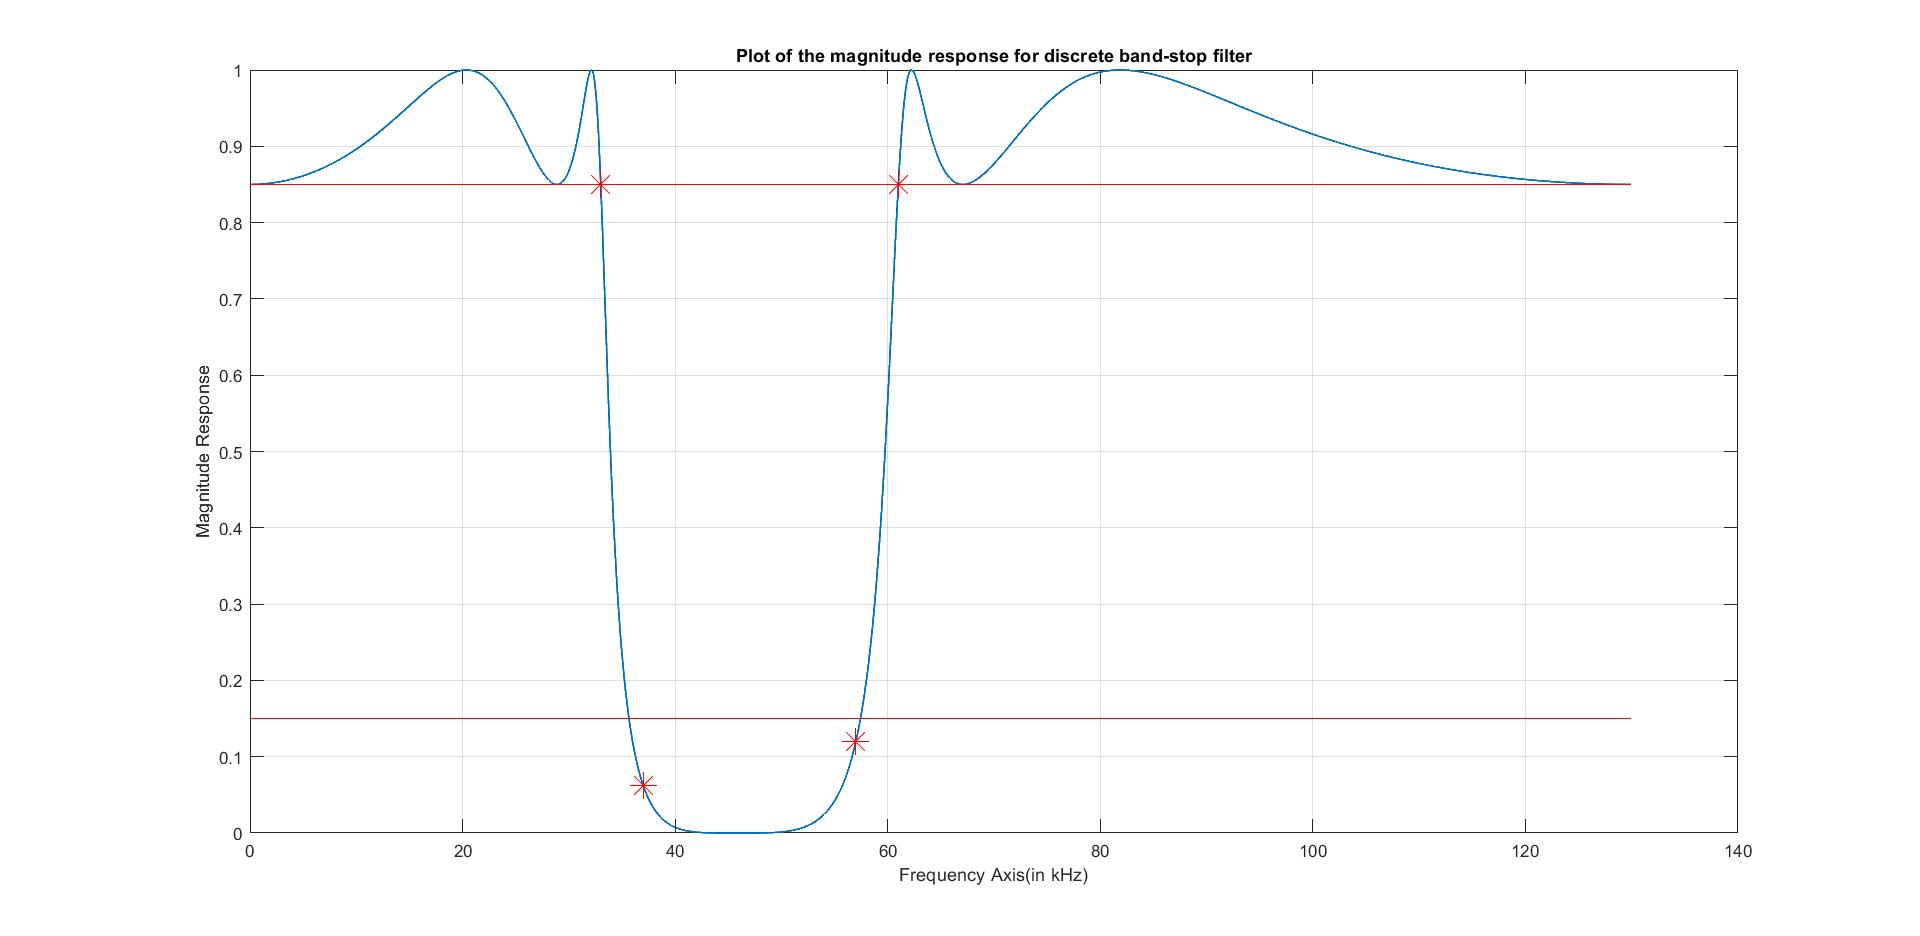 Plot of the magnitude response for discrete band-stop filter
Magnitude Response
1
0.9
0.8
0.7
0.6
0.5
0.4
0.3
0.2
0.1
0
0 20 40 60 80 100 120 140
Frequency Axis(in kHz)